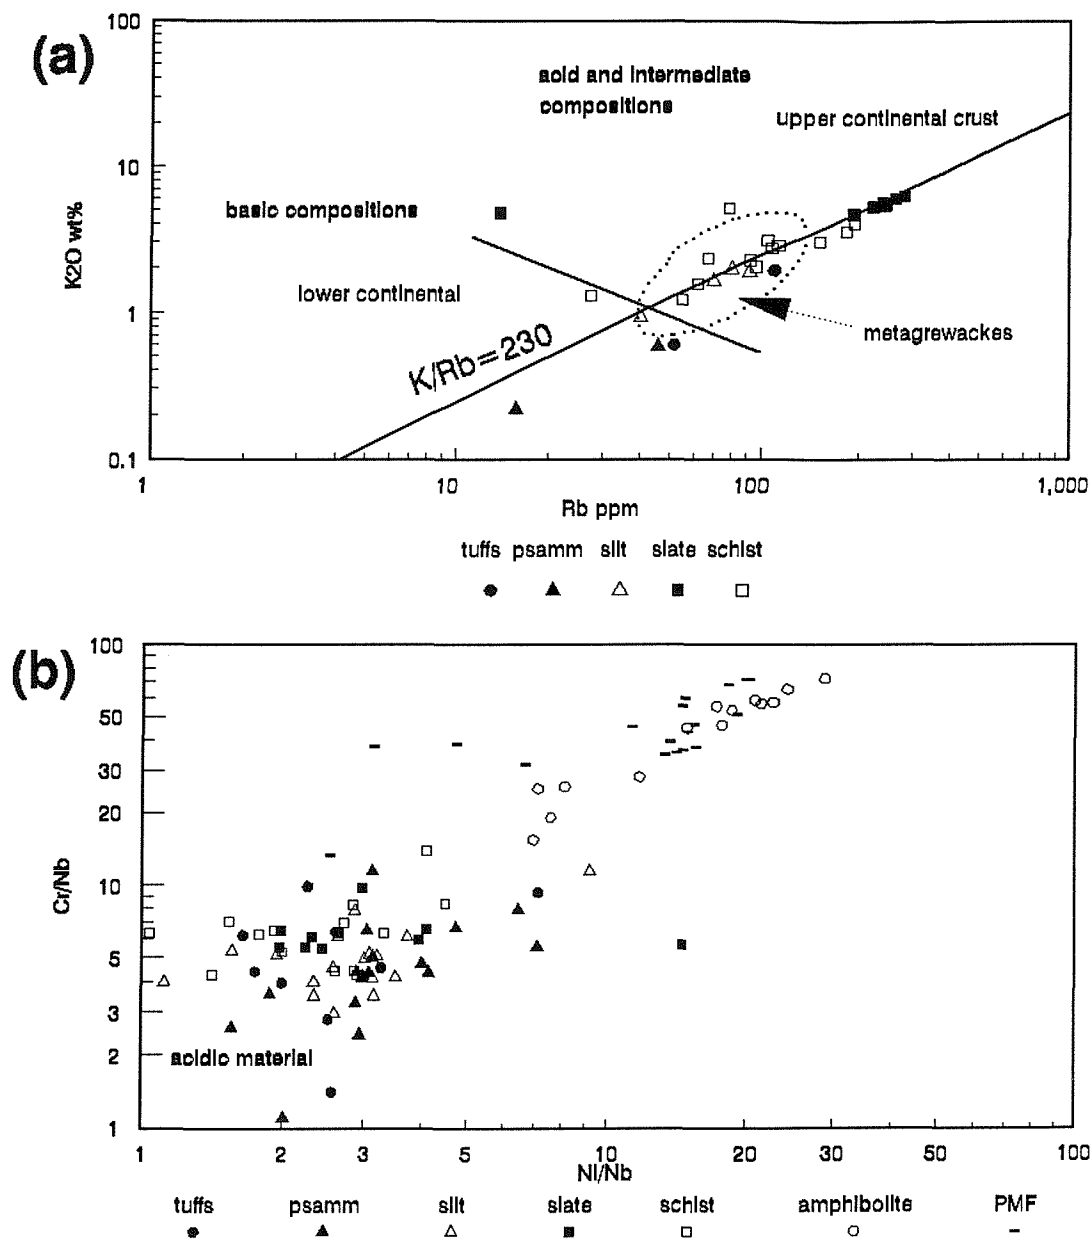 (a)
100
acid and intermediate
compositions
upper continental crust
10
basic compositions
K2O wt%
lower continental
1
K/Rb=230
metagrewackes
0.1
1 10 100 1,000
Rb ppm
tuffs psamm silt slate schist
(b)
100
50
30
20
10
Cr/Nb
5
3
2
acidic material
1
1 2 3 5 10 20 30 50 100
Ni/Nb
tuffs psamm silt slate schist amphibolite PMF